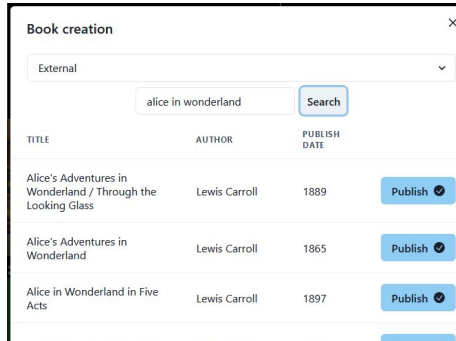 Book creation
External
alice in wonderland Search
TITLE AUTHOR PUBLISH DATE
Alice's Adventures in
Wonderland / Through the
Looking Glass
Lewis Carroll 1889 Publish
Alice's Adventures in
Wonderland
Lewis Carroll 1865 Publish
Alice in Wonderland in Five
Acts
Lewis Carroll 1897 Publish